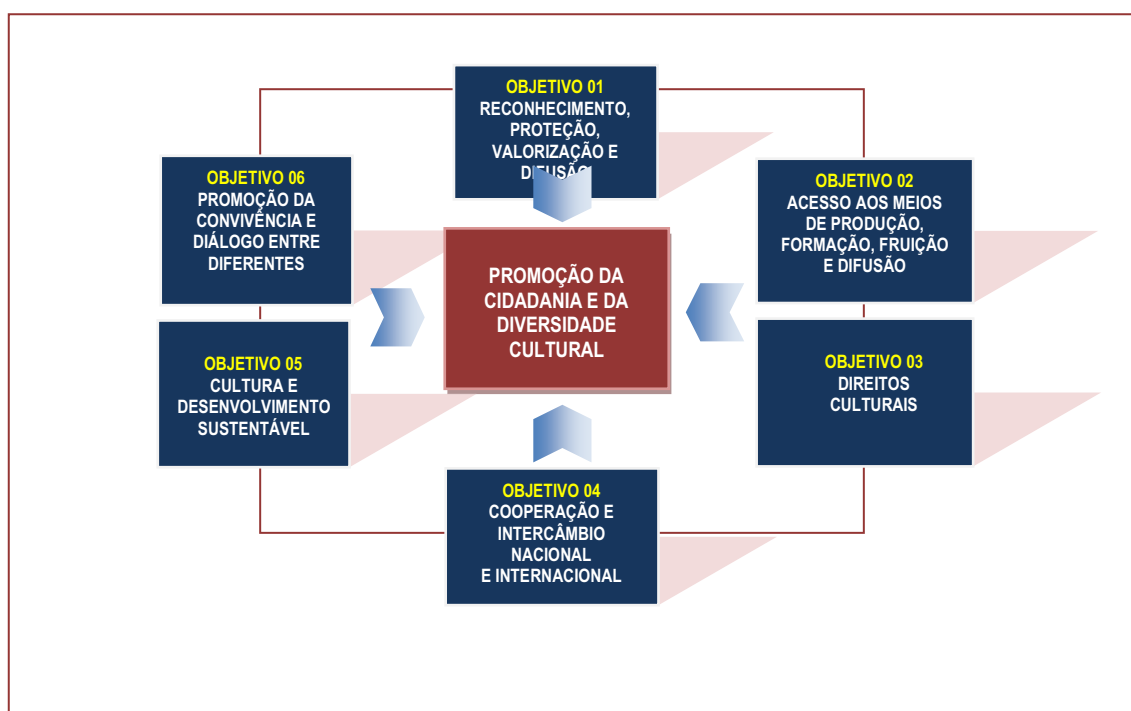 OBJETIVO 01
RECONHECIMENTO,
PROTEÇÃO,
VALORIZAÇÃO E
DIFUSÃO
OBJETIVO 02
ACESSO AOS MEIOS
DE PRODUÇÃO,
FORMAÇÃO, FRUIÇÃO
E DIFUSÃO
OBJETIVO 03
DIREITOS
CULTURAIS
OBJETIVO 04
COOPERAÇÃO E
INTERCÂMBIO
NACIONAL
E INTERNACIONAL
OBJETIVO 05
CULTURA E
DESENVOLVIMENTO
SUSTENTÁVEL
OBJETIVO 06
PROMOÇÃO DA
CONVIVÊNCIA E
DIÁLOGO ENTRE
DIFERENTES
PROMOÇÃO DA
CIDADANIA E DA
DIVERSIDADE
CULTURAL